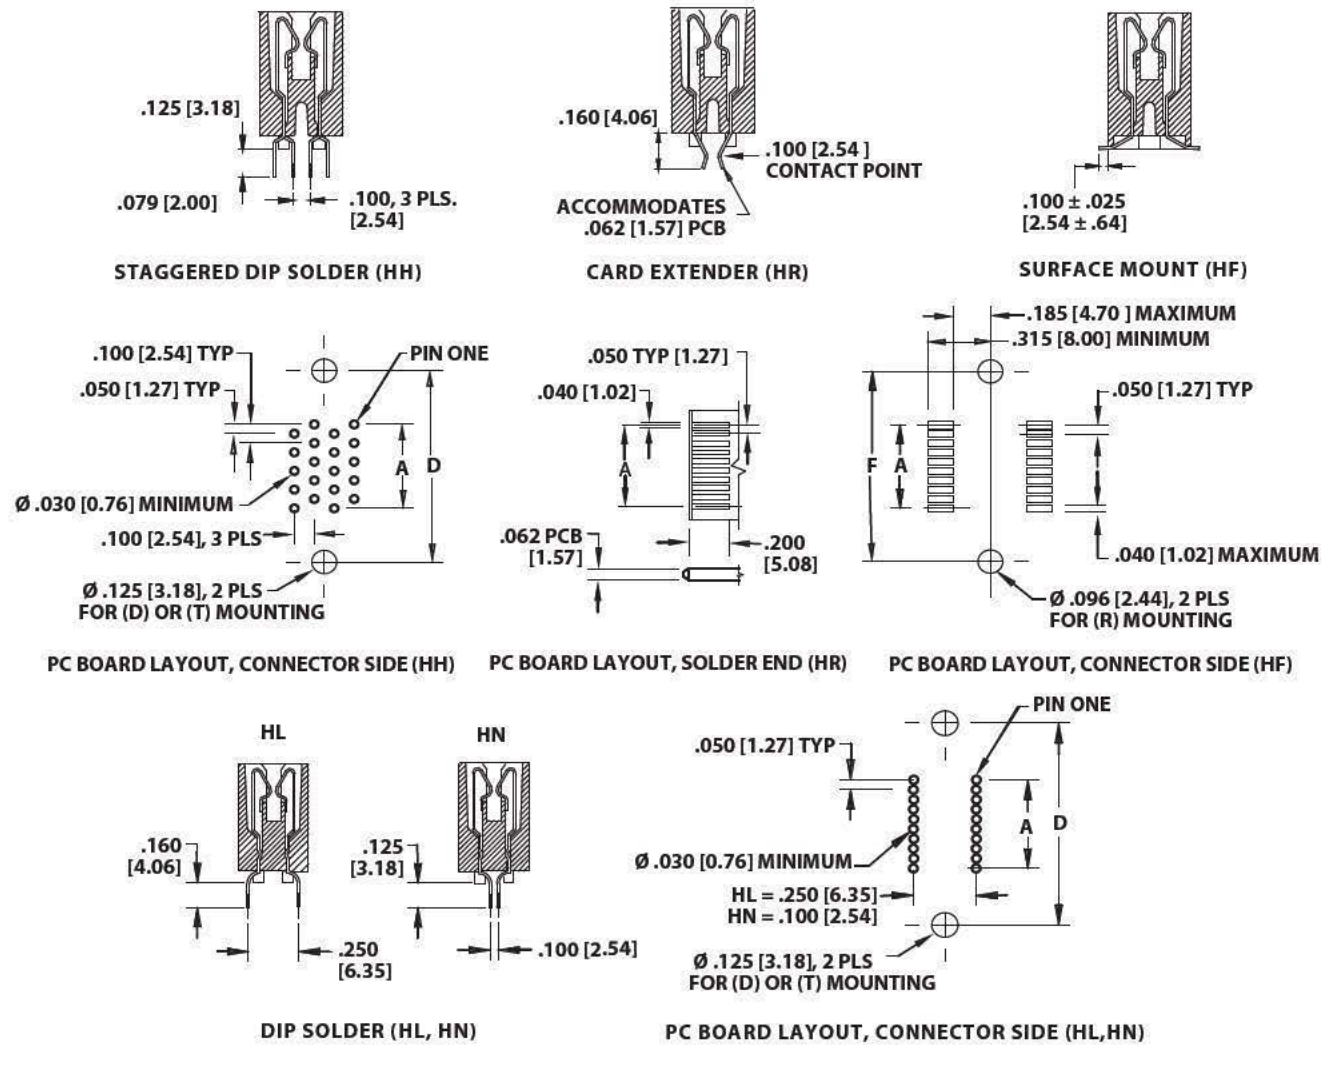 .125 [3.18]
.079 [2.00]
.100, 3 PLS.
[2.54]
STAGGERED DIP SOLDER (HH)
.160 [4.06]
.100 [2.54 ]
CONTACT POINT
ACCOMMODATES
.062 [1.57] PCB
CARD EXTENDER (HR)
.100 ± .025
[2.54 ± .64]
SURFACE MOUNT (HF)
.100 [2.54] TYP
PIN ONE
.050 [1.27] TYP
A
D
Ø .030 [0.76] MINIMUM
.100 [2.54], 3 PLS
Ø .125 [3.18], 2 PLS
FOR (D) OR (T) MOUNTING
PC BOARD LAYOUT, CONNECTOR SIDE (HH)
.050 TYP [1.27]
.040 [1.02]
A
.062 PCB
[1.57]
.200
[5.08]
PC BOARD LAYOUT, SOLDER END (HR)
.185 [4.70 ] MAXIMUM
.315 [8.00] MINIMUM
.050 [1.27] TYP
F
A
.040 [1.02] MAXIMUM
Ø .096 [2.44], 2 PLS
FOR (R) MOUNTING
PC BOARD LAYOUT, CONNECTOR SIDE (HF)
HL
HN
.160
[4.06]
.125
[3.18]
.250
[6.35]
.100 [2.54]
DIP SOLDER (HL, HN)
PIN ONE
.050 [1.27] TYP
A
D
Ø .030 [0.76] MINIMUM
HL = .250 [6.35]
HN = .100 [2.54]
Ø .125 [3.18], 2 PLS
FOR (D) OR (T) MOUNTING
PC BOARD LAYOUT, CONNECTOR SIDE (HL,HN)